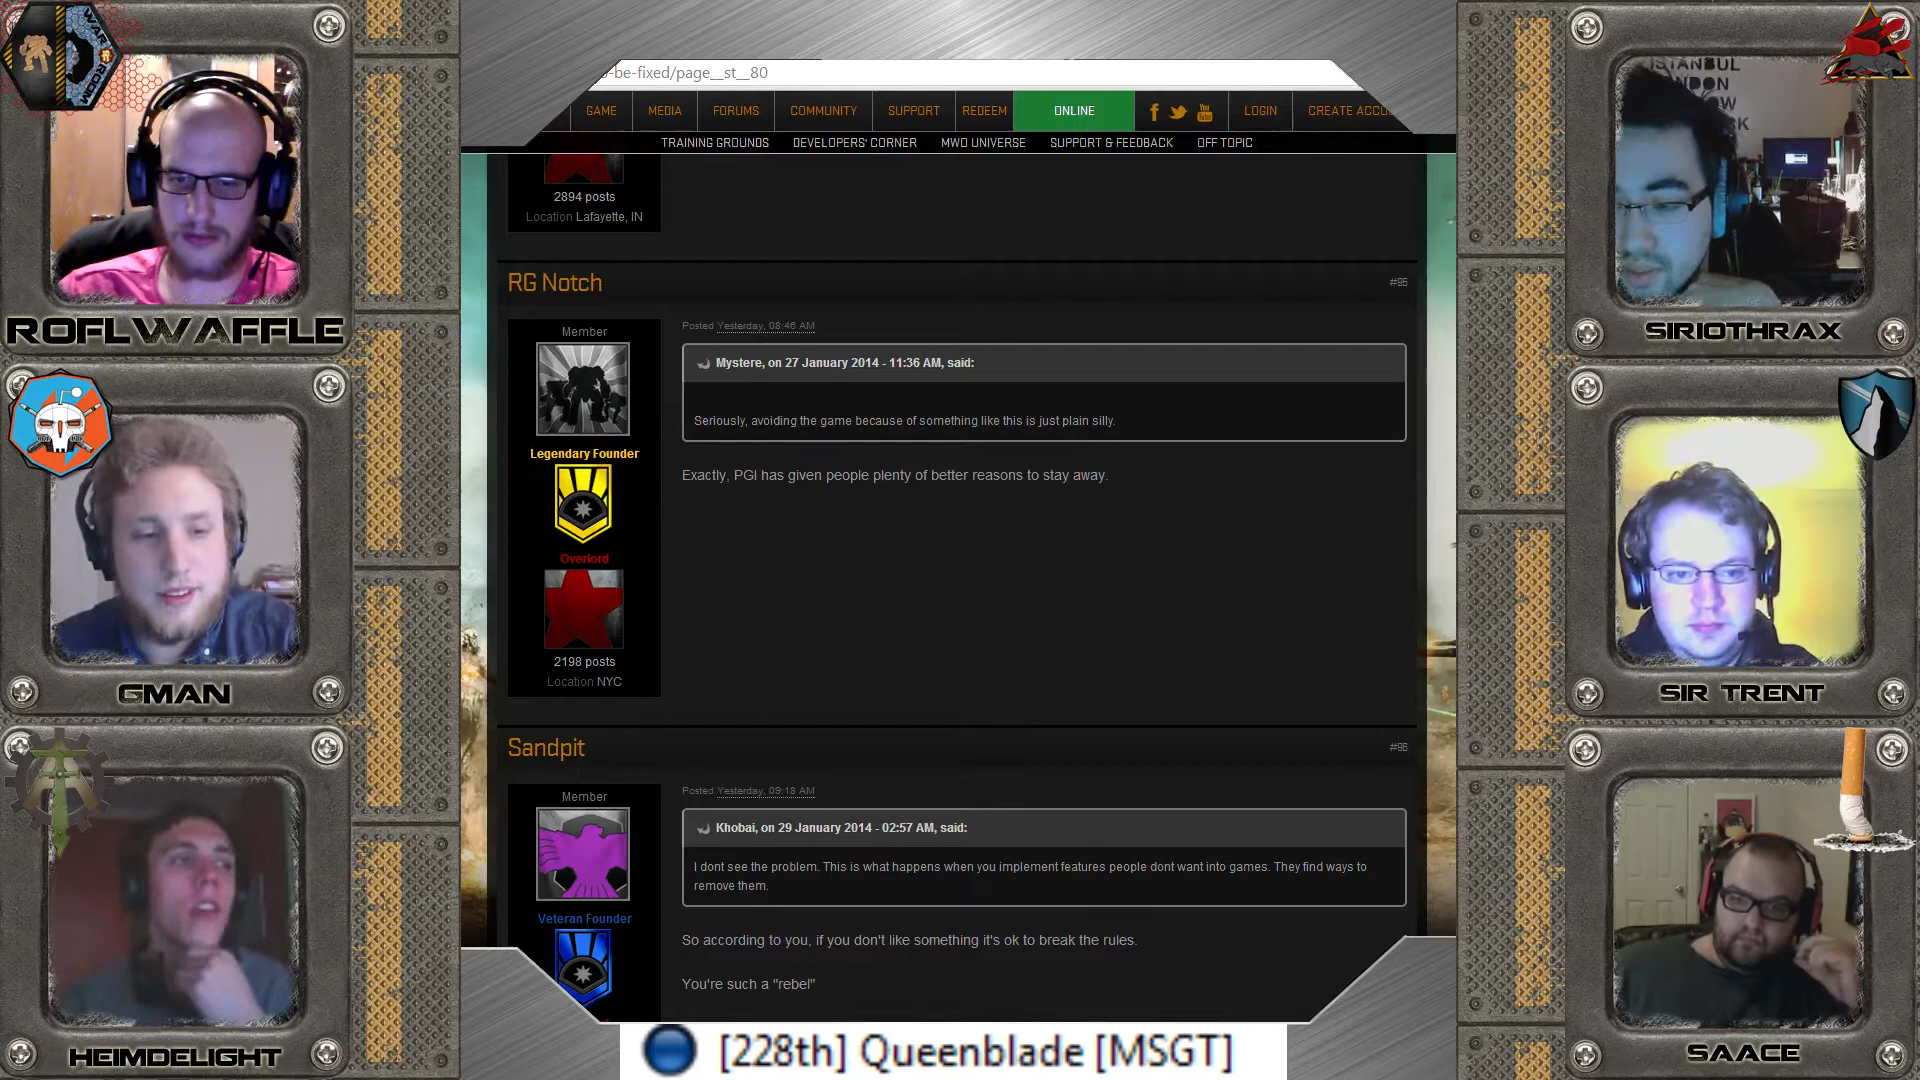 -be-fixed/page__st__80
GAME MEDIA FORUMS COMMUNITY SUPPORT REDEEM ONLINE LOGIN CREATE ACCOU
TRAINING GROUNDS DEVELOPERS' CORNER MWO UNIVERSE SUPPORT & FEEDBACK OFF TOPIC
2894 posts
Location Lafayette, IN
RG Notch
#95
Member
Posted Yesterday, 08:46 AM
Mystere, on 27 January 2014 - 11:36 AM, said:
Seriously, avoiding the game because of something like this is just plain silly.
Legendary Founder
Exactly, PGI has given people plenty of better reasons to stay away.
Overlord
2198 posts
Location NYC
Sandpit
#96
Member
Posted Yesterday, 09:18 AM
Khobai, on 29 January 2014 - 02:57 AM, said:
I dont see the problem. This is what happens when you implement features people dont want into games. They find ways to
remove them.
Veteran Founder
So according to you, if you don't like something it's ok to break the rules.
You're such a "rebel"
[228th] Queenblade [MSGT]
WAR ROOM
ROFLWAFFLE
GMAN
HEIMDELIGHT
ISTANBUL
SIRIOTHRAX
SIR TRENT
SAACE
You Tube